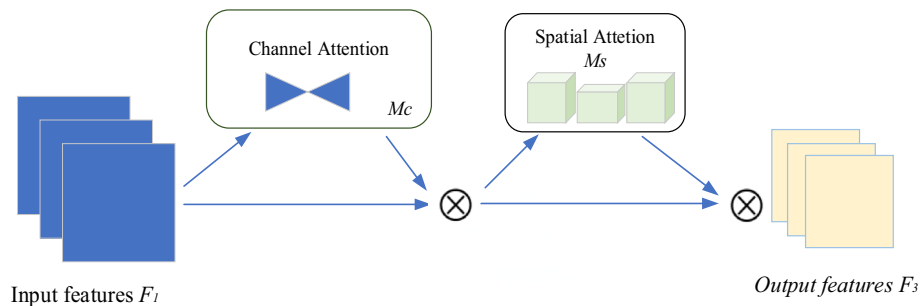 Channel Attention
Mc
Spatial Attetion
Ms
Input features F1
Output features F3